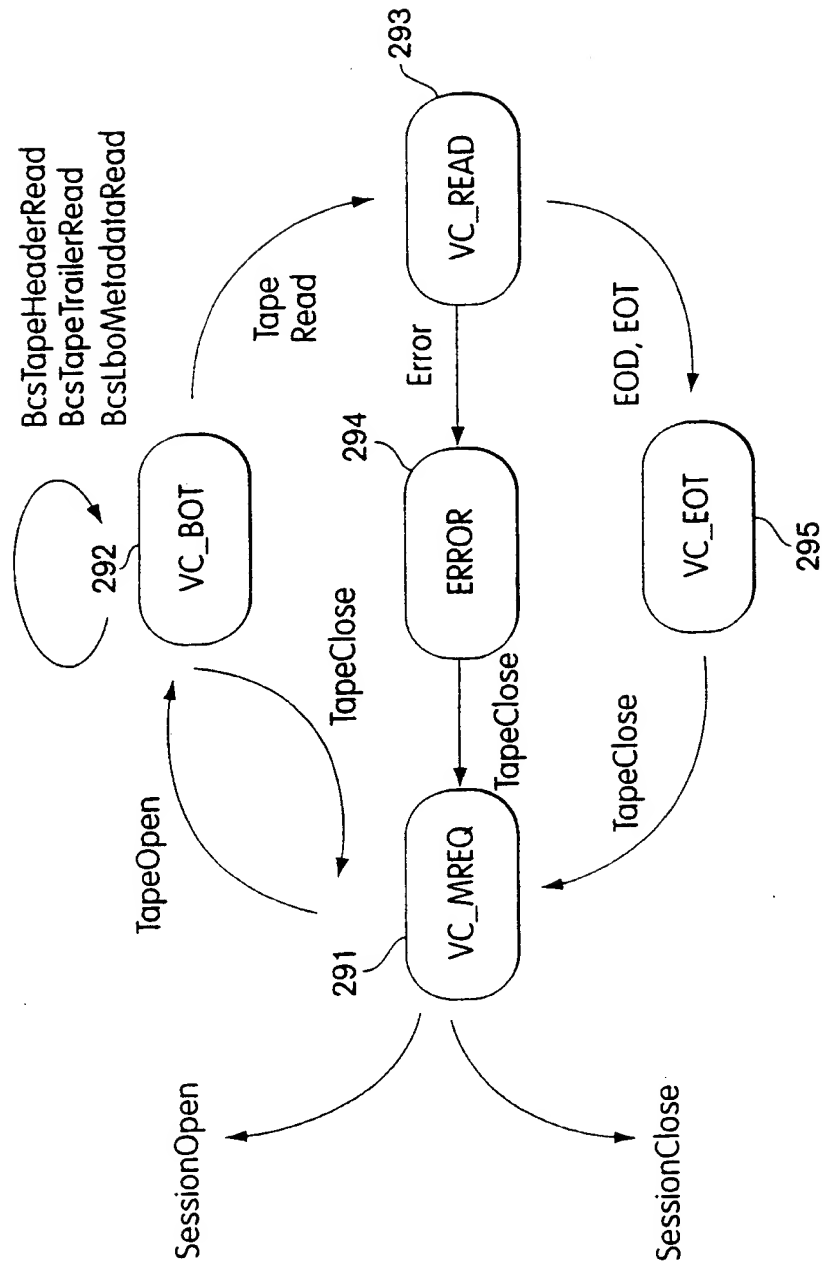 BcsTapeHeaderRead
BcsTapeTrailerRead
BcsLboMetadataRead
292
VC_BOT
TapeOpen
TapeClose
Tape
Read
SessionOpen
291
VC_MREQ
TapeClose
294
ERROR
Error
293
VC_READ
SessionClose
TapeClose
VC_EOT
295
EOD, EOT